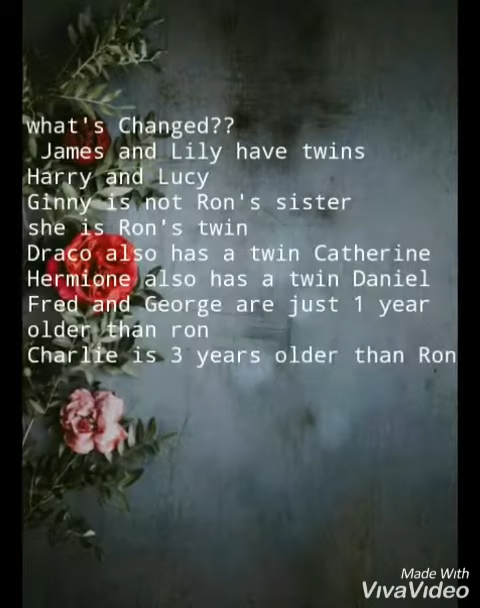 what's Changed??
James and Lily have twins
Harry and Lucy
Ginny is not Ron's sister
she is Ron's twin
Draco also has a twin Catherine
Hermione also has a twin Daniel
Fred and George are just 1 year
older than ron
Charlie is 3 years older than Ron
Made With
VivaVideo